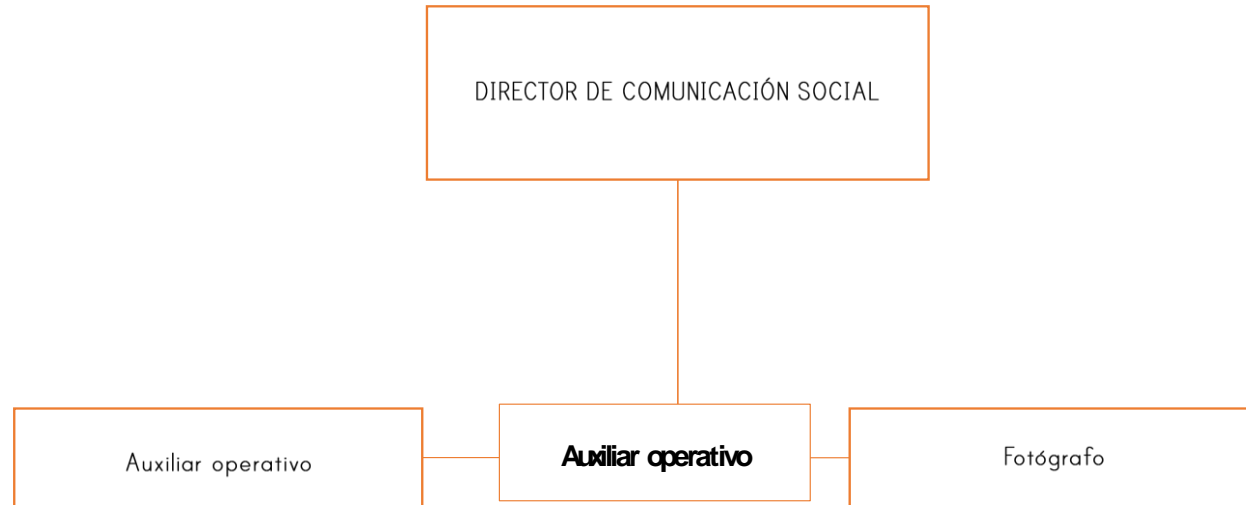 DIRECTOR DE COMUNICACIÓN SOCIAL
Auxiliar operativo
Auxiliar operativo
Fotógrafo